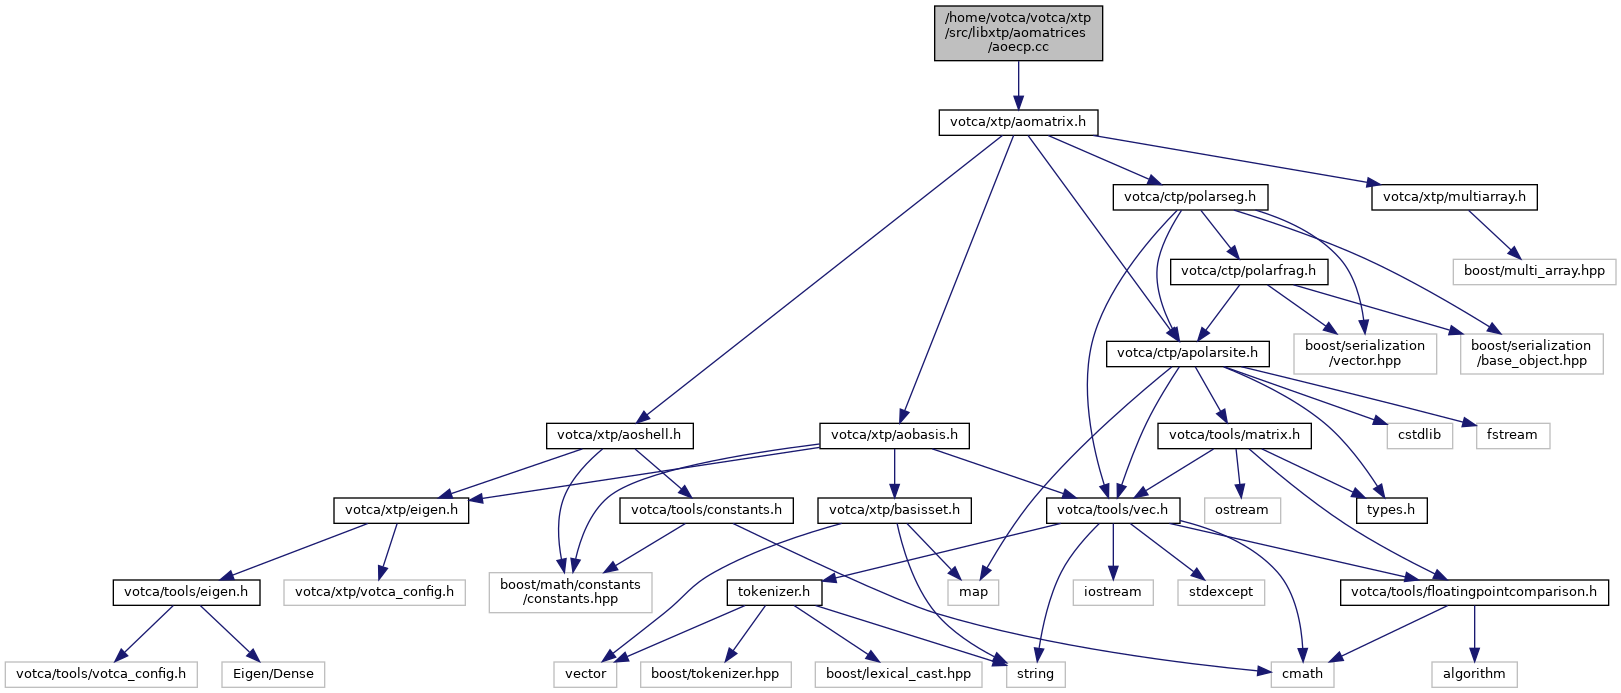 /home/votca/votca/xtp
/src/libxtp/aomatrices
/aoecp.cc
votca/xtp/aomatrix.h
votca/ctp/polarseg.h
votca/xtp/multiarray.h
votca/ctp/polarfrag.h
boost/multi_array.hpp
votca/ctp/apolarsite.h
boost/serialization
/vector.hpp
boost/serialization
/base_object.hpp
votca/xtp/aoshell.h
votca/xtp/aobasis.h
votca/tools/matrix.h
cstdlib
fstream
votca/xtp/eigen.h
votca/tools/constants.h
votca/xtp/basisset.h
votca/tools/vec.h
ostream
types.h
votca/tools/eigen.h
votca/xtp/votca_config.h
boost/math/constants
/constants.hpp
tokenizer.h
map
iostream
stdexcept
votca/tools/floatingpointcomparison.h
votca/tools/votca_config.h
Eigen/Dense
vector
boost/tokenizer.hpp
boost/lexical_cast.hpp
string
cmath
algorithm